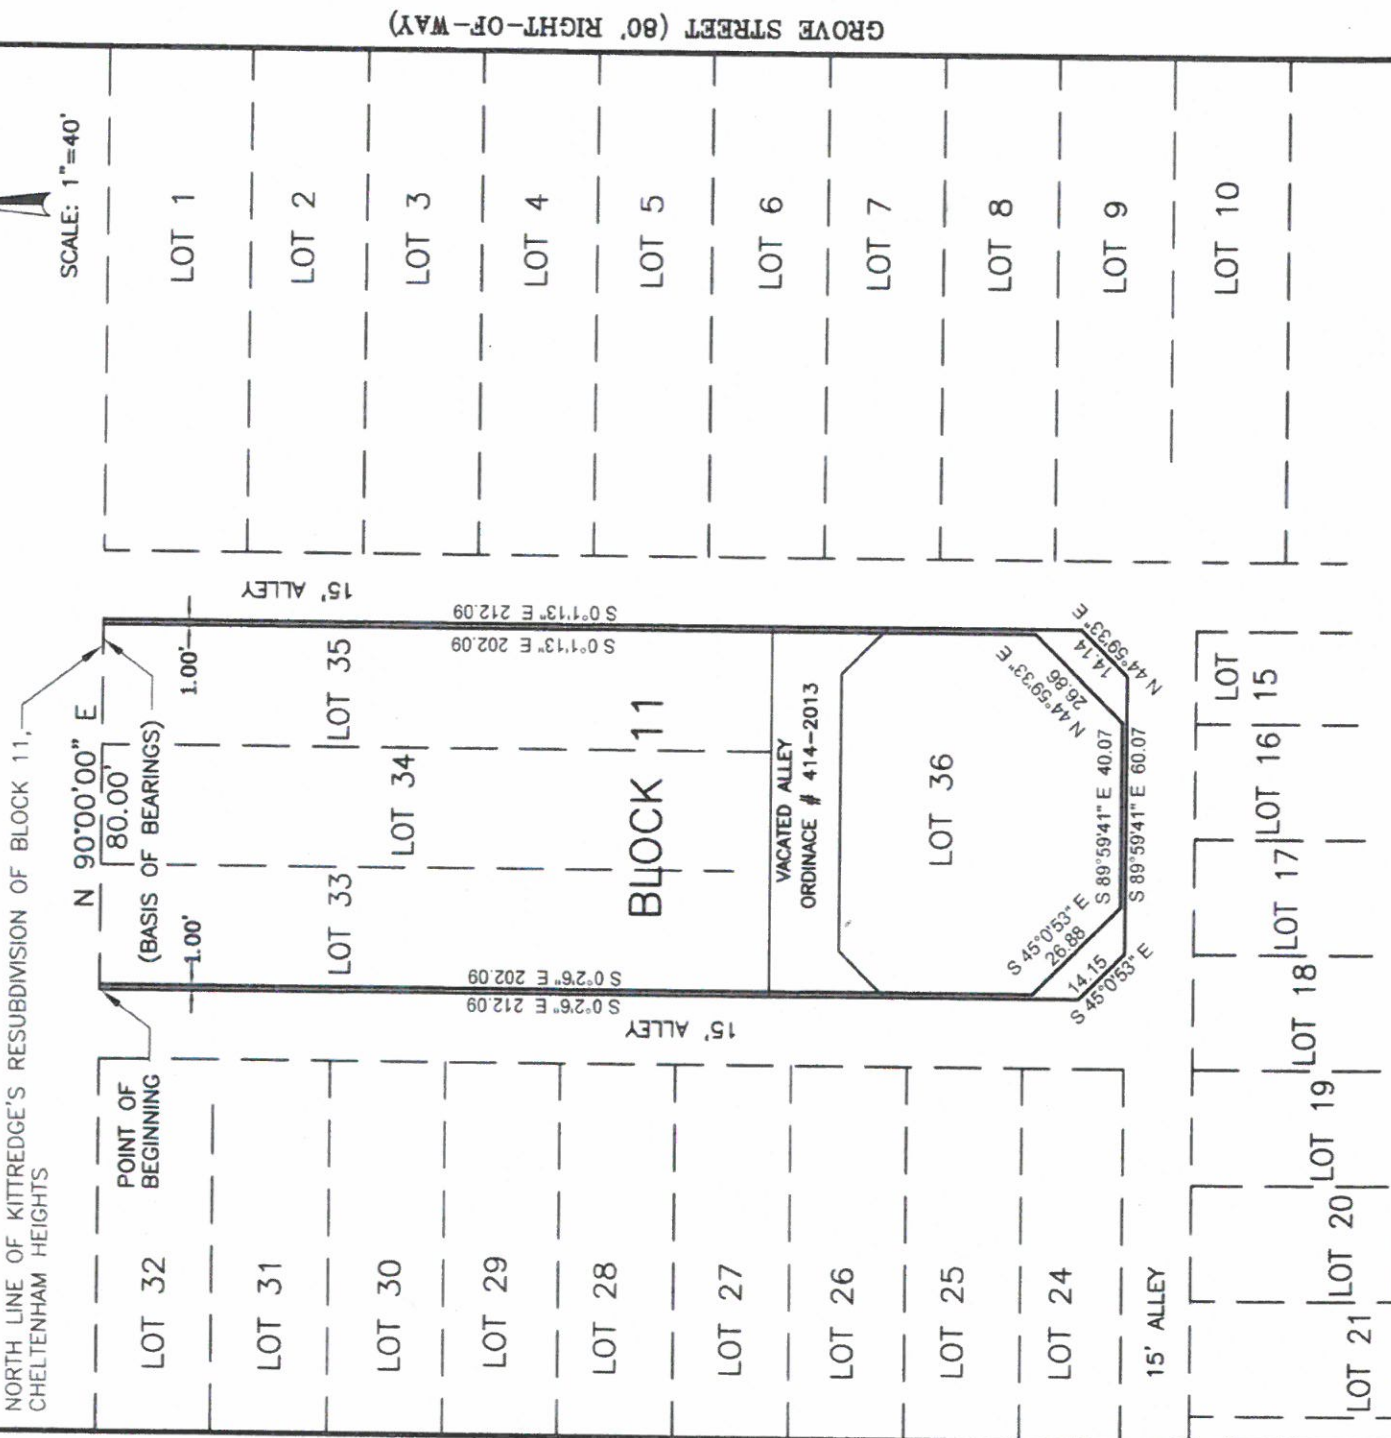 GROVE STREET (80' RIGHT-OF-WAY)
SCALE: 1"=40'
NORTH LINE OF KITTREDGE'S RESUBDIVISION OF BLOCK 11,
CHELTENHAM HEIGHTS
N 90°00'00" E
80.00'
(BASIS OF BEARINGS)
1.00'
1.00'
POINT OF
BEGINNING
LOT 1
LOT 2
LOT 3
LOT 4
LOT 5
LOT 6
LOT 7
LOT 8
LOT 9
LOT 10
15' ALLEY
S 0°1'13" E 212.09
S 0°1'13" E 202.09
LOT 35
LOT 34
LOT 33
BLOCK 11
VACATED ALLEY
ORDINACE # 414-2013
LOT 36
S 0°2'6" E 202.09
S 0°2'6" E 212.09
15' ALLEY
N 44°59'33" E
26.86
14.14
N 44°59'33" E
N 44°59'33" E
S 89°59'41" E 40.07
S 89°59'41" E 60.07
S 45°0'53" E
26.88
14.15
S 45°0'53" E
LOT 32
LOT 31
LOT 30
LOT 29
LOT 28
LOT 27
LOT 26
LOT 25
LOT 24
15' ALLEY
LOT
15
LOT 16
LOT 17
LOT 18
LOT 19
LOT 20
LOT 21